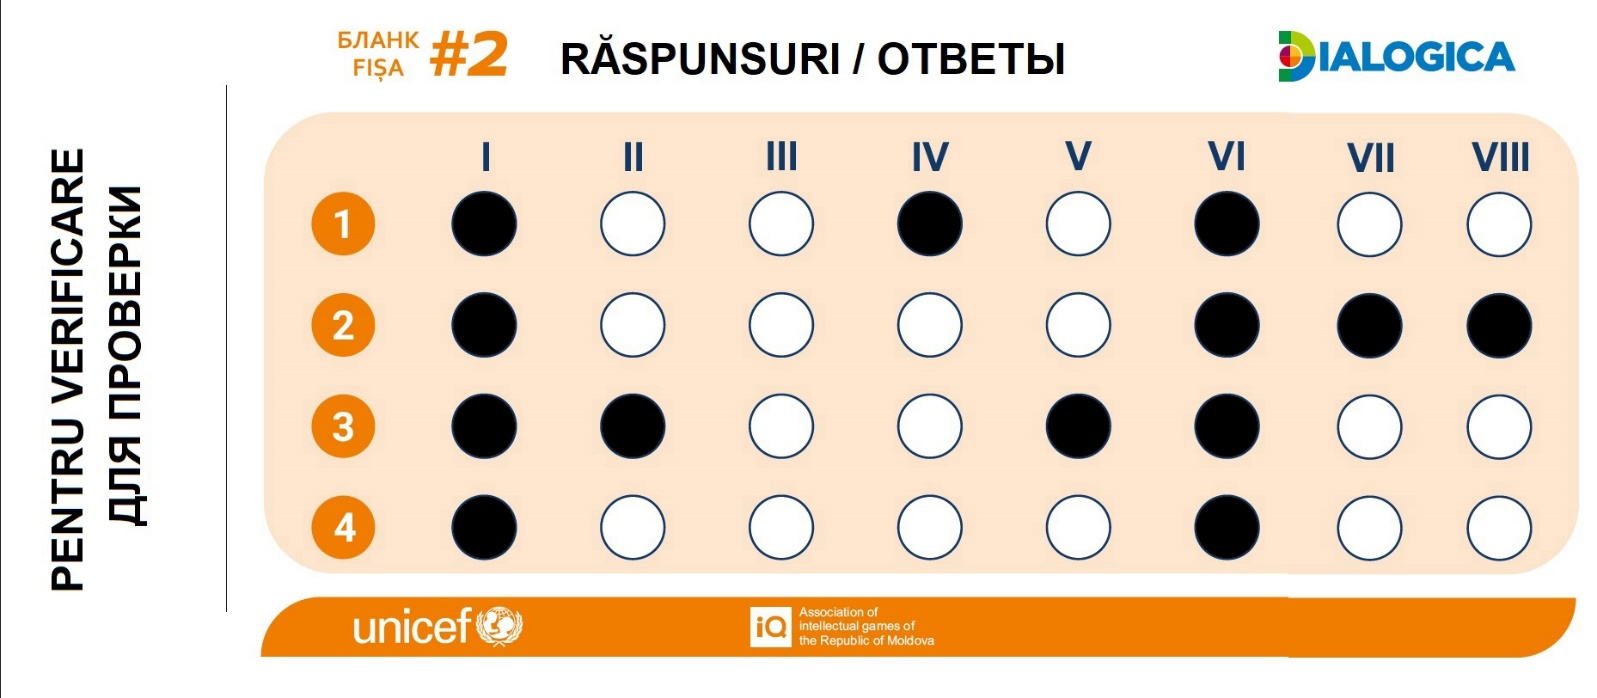 БЛАНК
FIȘA
#2
RĂSPUNSURI / ОТВЕТЫ
DIALOGICA
PENTRU VERIFICARE
ДЛЯ ПРОВЕРКИ
I II III IV V VI VII VIII
1
2
3
4
unicef
iQ
Association of
intellectual games of
the Republic of Moldova